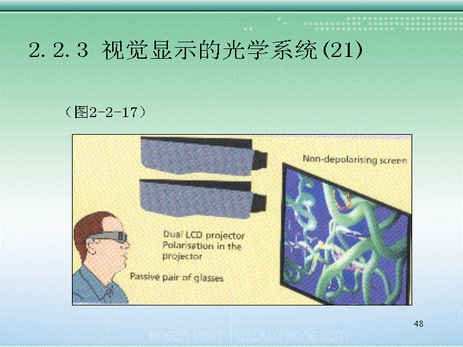 2.2.3 视觉显示的光学系统(21)
（图2-2-17）
Non-depolarising screen
Dual LCD projector
Polarisation in the
projector
Passive pair of glasses
48